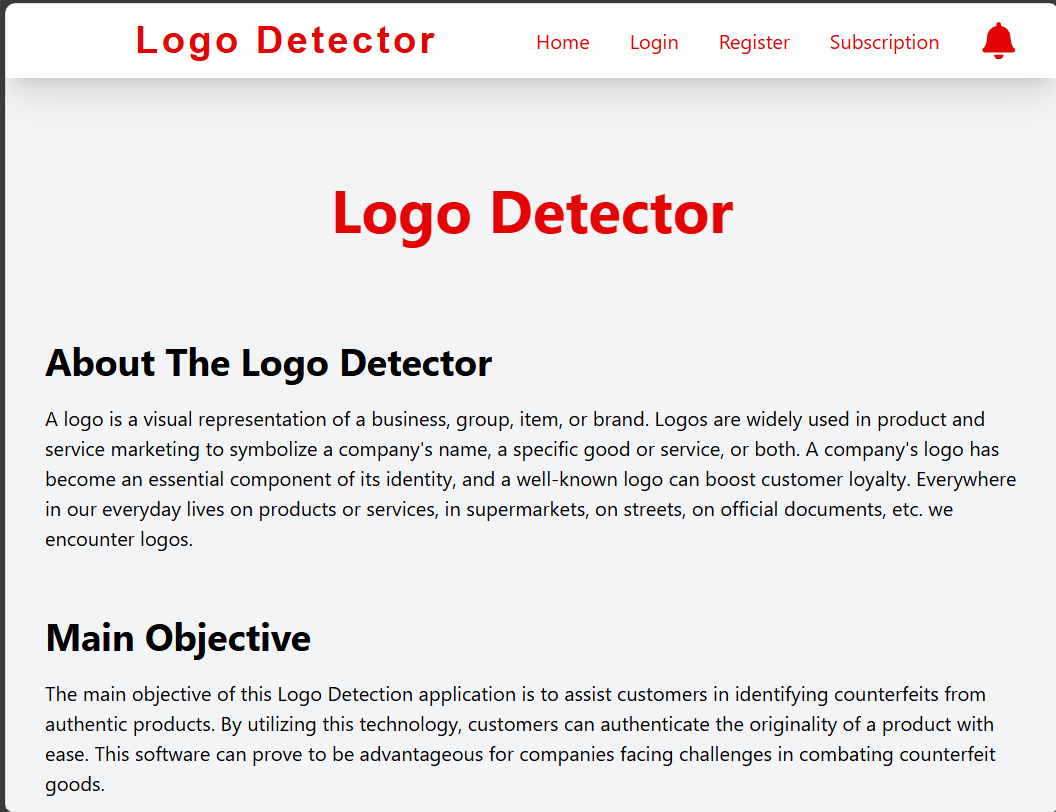 Logo Detector
Home Login Register Subscription
Logo Detector
About The Logo Detector
A logo is a visual representation of a business, group, item, or brand. Logos are widely used in product and
service marketing to symbolize a company's name, a specific good or service, or both. A company's logo has
become an essential component of its identity, and a well-known logo can boost customer loyalty. Everywhere
in our everyday lives on products or services, in supermarkets, on streets, on official documents, etc. we
encounter logos.
Main Objective
The main objective of this Logo Detection application is to assist customers in identifying counterfeits from
authentic products. By utilizing this technology, customers can authenticate the originality of a product with
ease. This software can prove to be advantageous for companies facing challenges in combating counterfeit
goods.